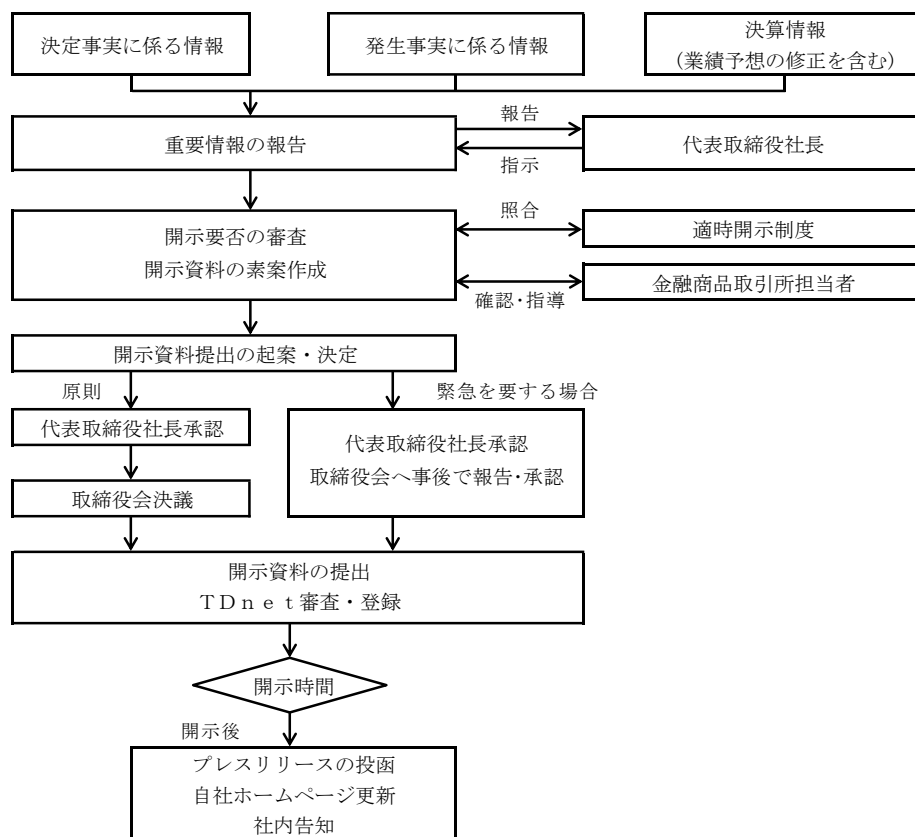 決定事実に係る情報
発生事実に係る情報
決算情報
(業績予想の修正を含む)
重要情報の報告
報告
指示
代表取締役社長
開示要否の審査
開示資料の素案作成
照合
適時開示制度
確認・指導
金融商品取引所担当者
開示資料提出の起案・決定
原則
緊急を要する場合
代表取締役社長承認
取締役会決議
代表取締役社長承認
取締役会へ事後で報告・承認
開示資料の提出
ＴＤｎｅｔ審査・登録
開示時間
開示後
プレスリリースの投函
自社ホームページ更新
社内告知